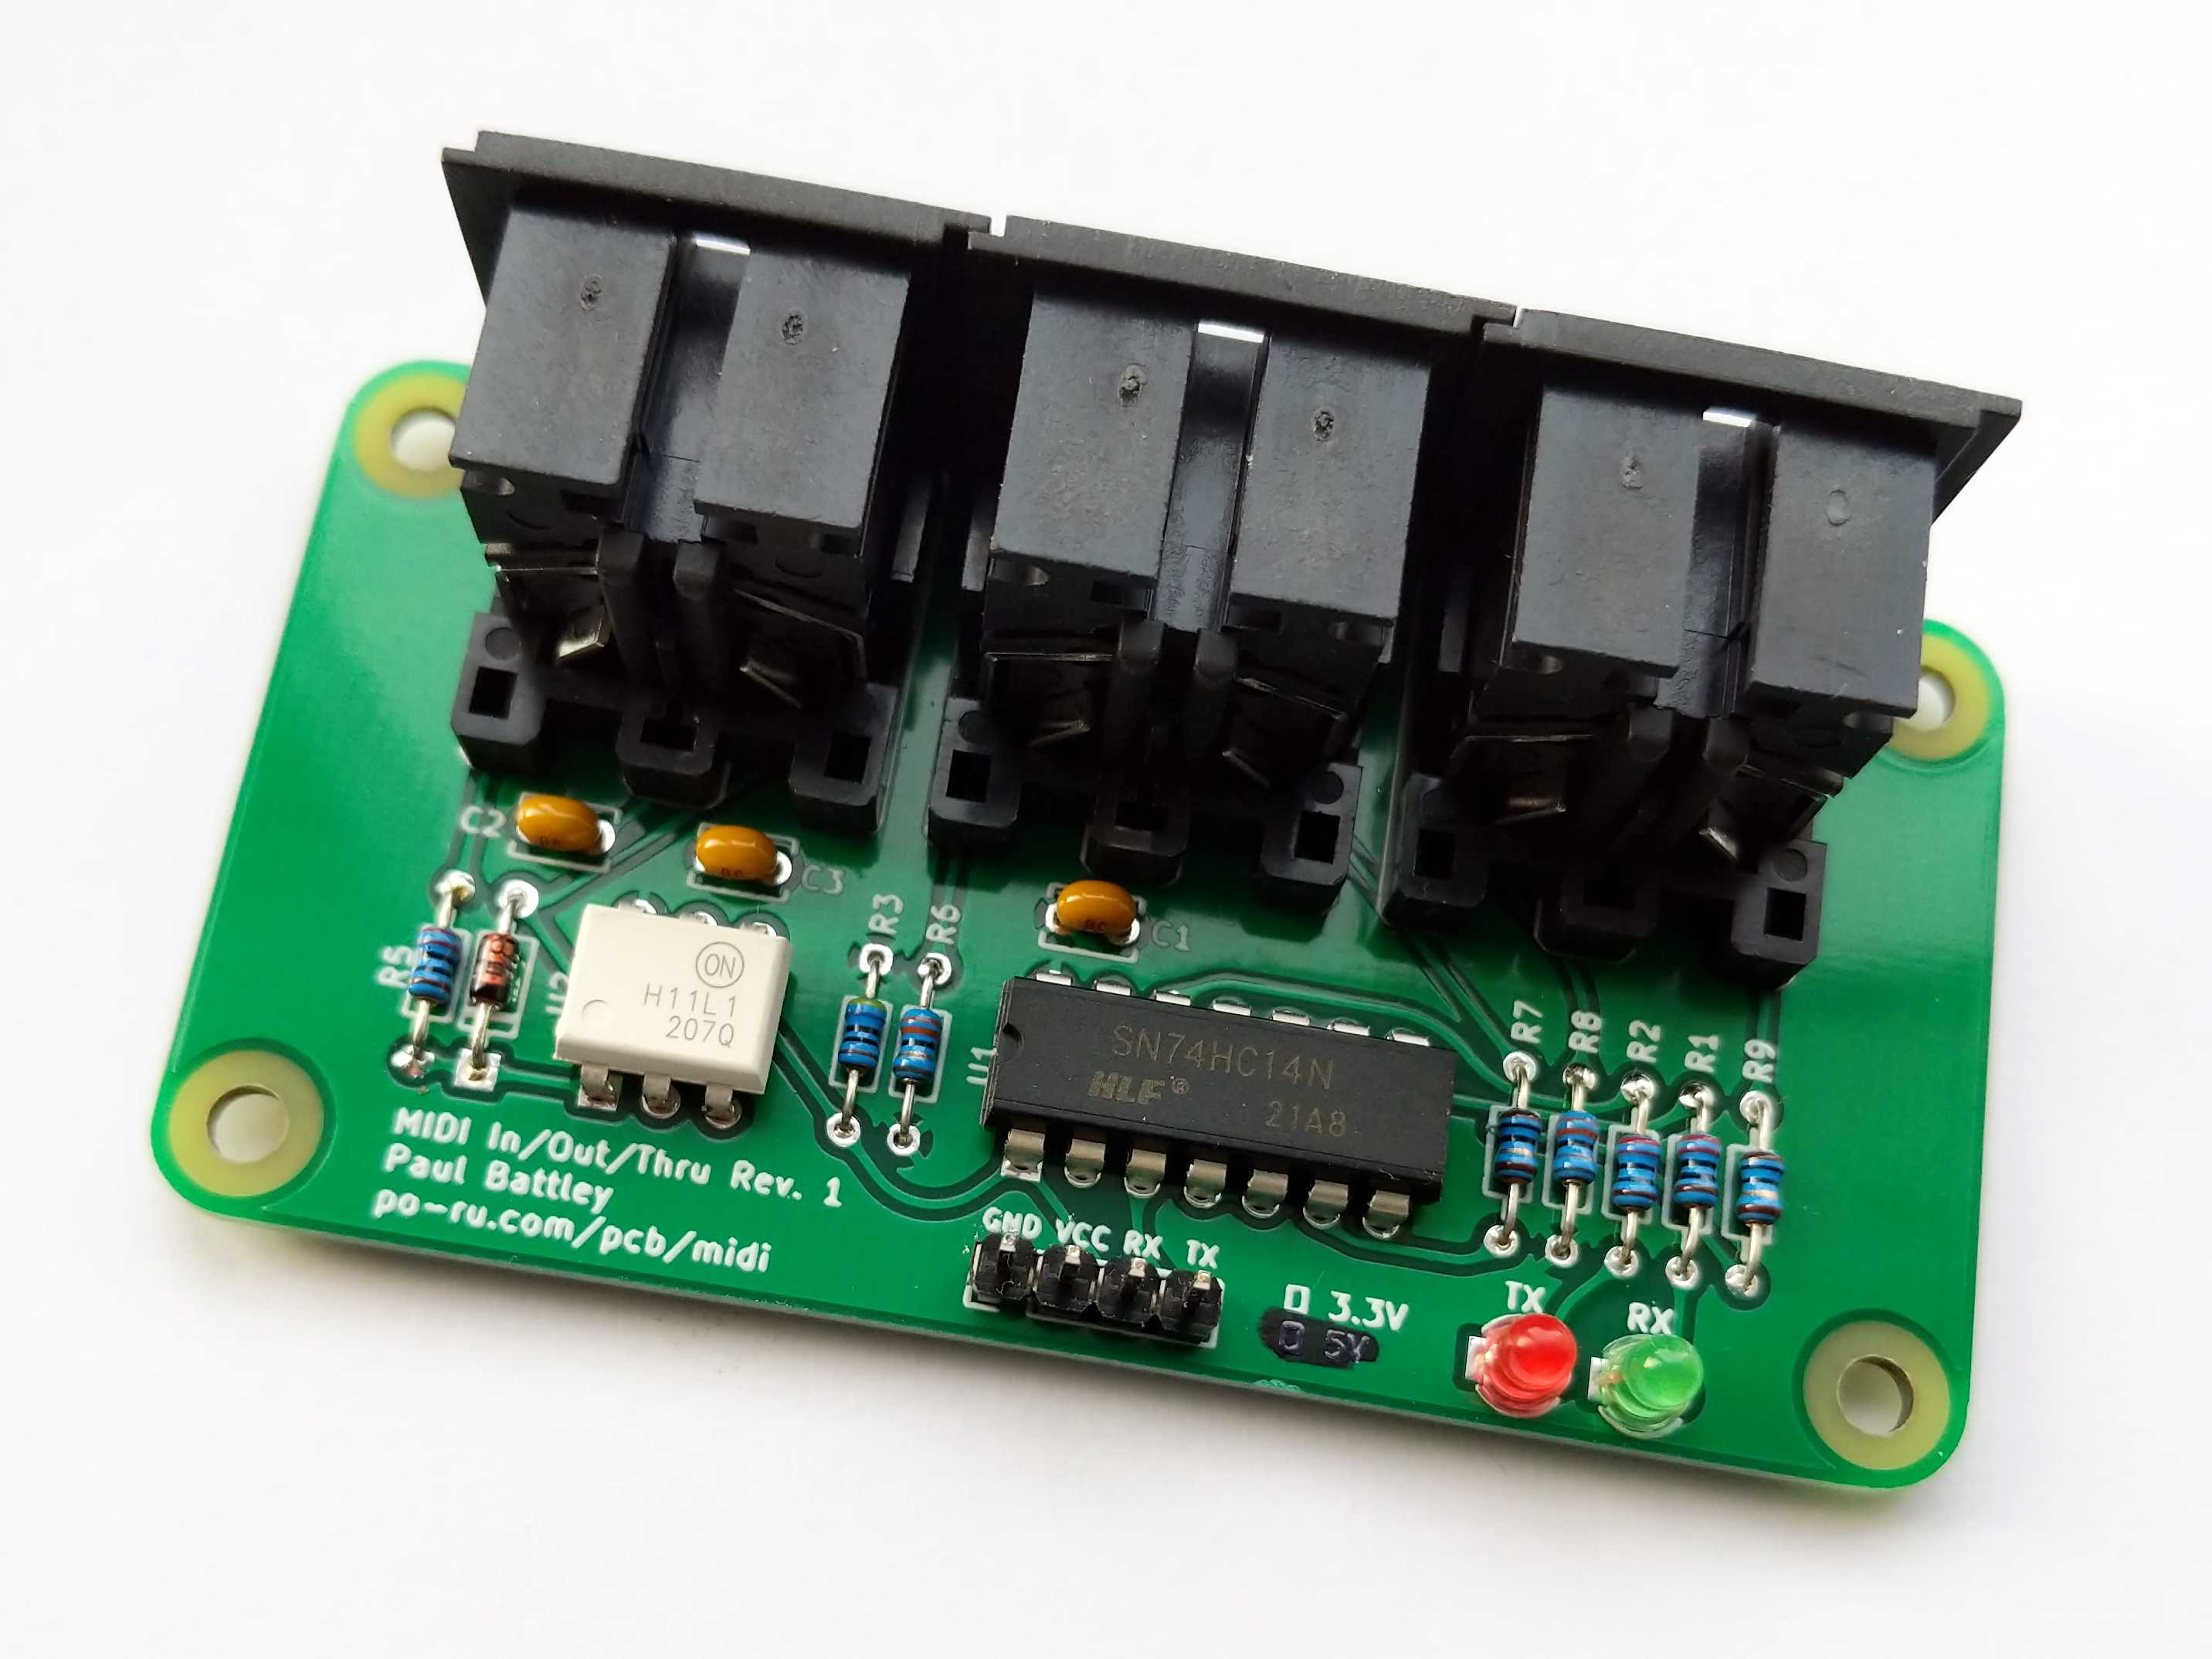 C2
C3
C1
R5
U2
ON
H11L1
207Q
R3
R6
U1
SN74HC14N
HLF®
21A8
R7
R8
R2
R1
R9
MIDI In/Out/Thru Rev. 1
Paul Battley
po-ru.com/pcb/midi
GND VCC RX TX
3.3V
5V
TX
RX